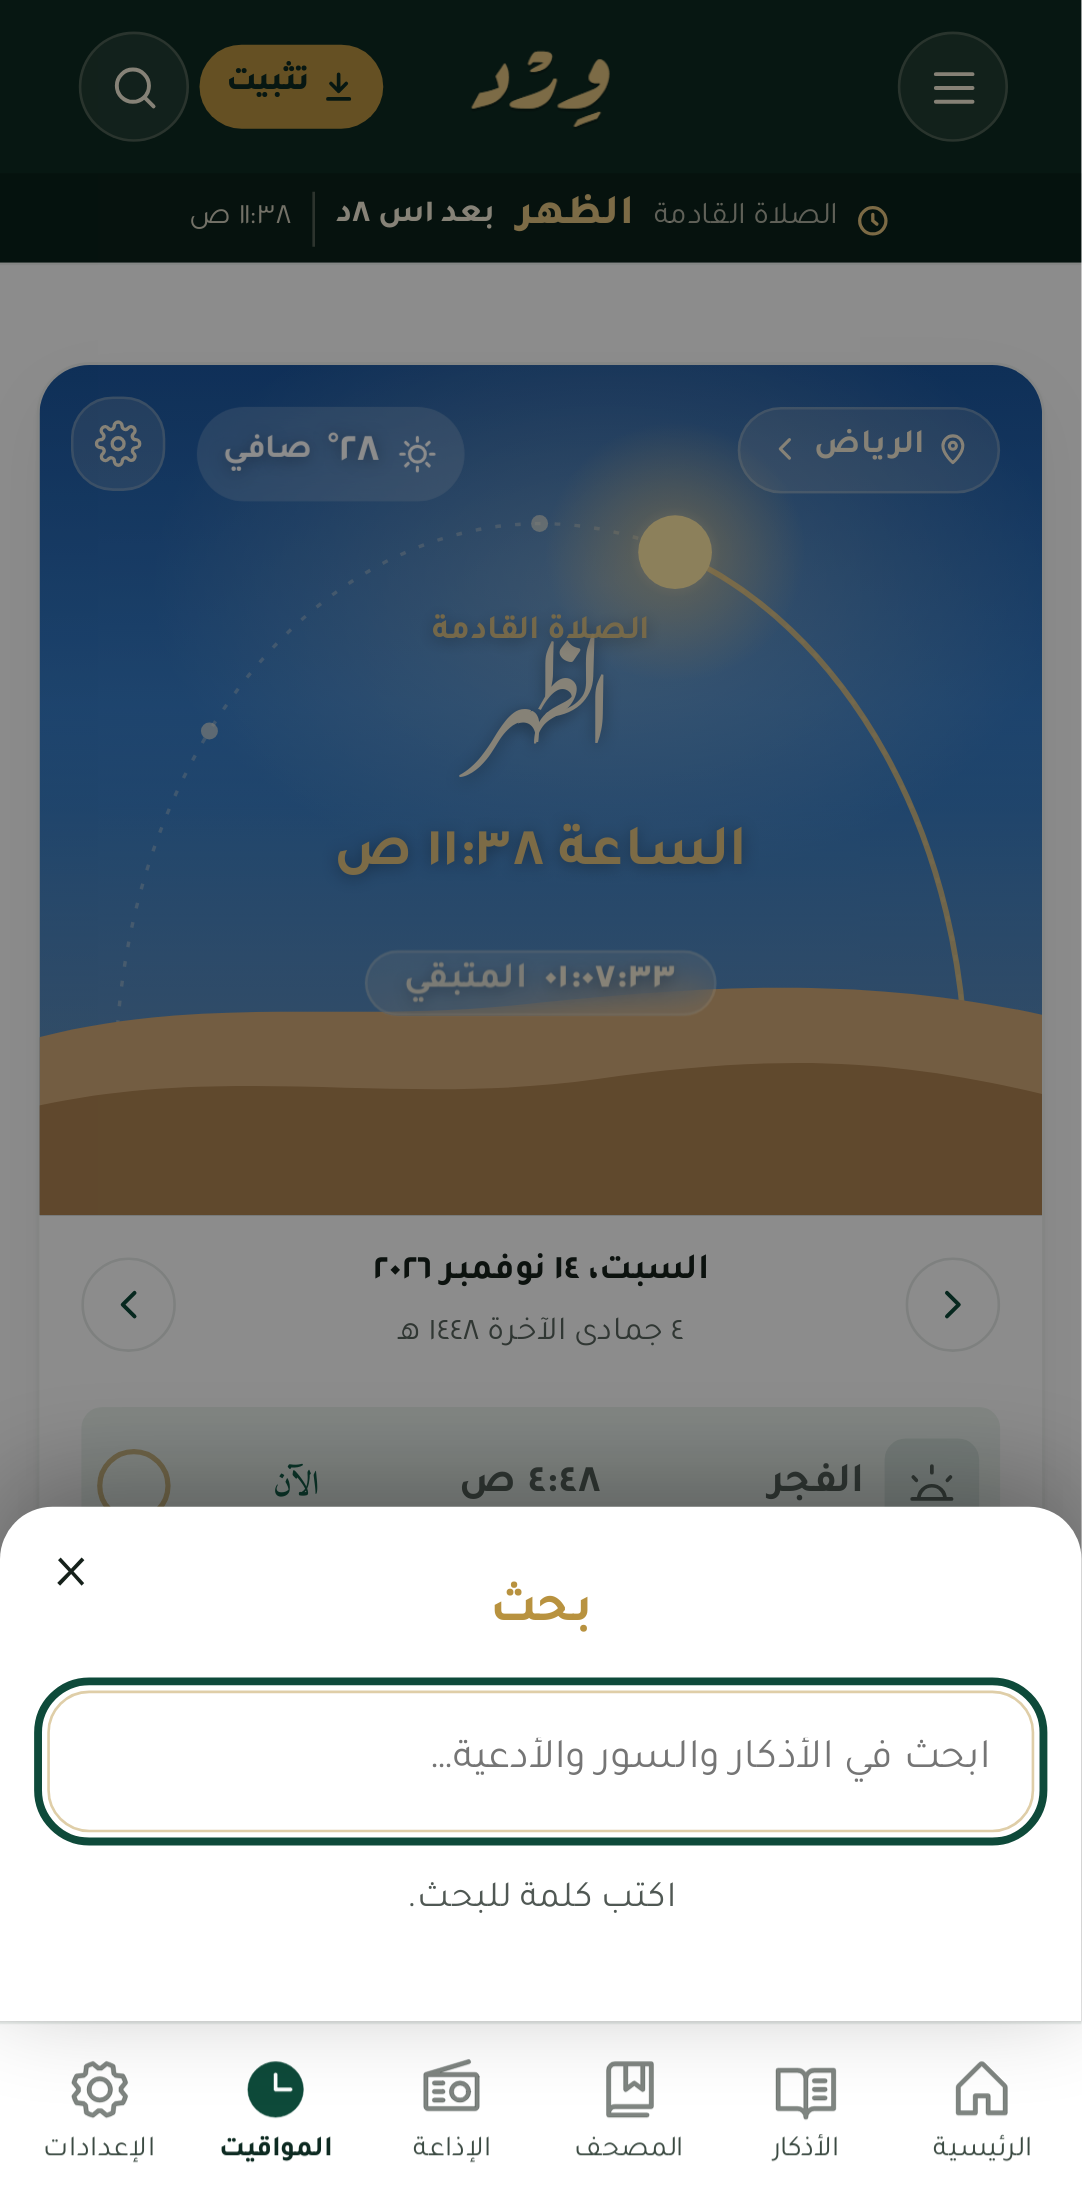 وِرْد
تثبيت
الصلاة القادمة الظهر بعد ١س ٨د ١١:٣٨ ص
الرياض
٢٨° صافي
الصلاة القادمة
الظهر
الساعة ١١:٣٨ ص
٠١:٠٧:٣٣ المتبقي
السبت، ١٤ نوفمبر ٢٠٢٦
٤ جمادى الآخرة ١٤٤٨ هـ
الفجر ٤:٤٨ ص الآن
بحث
ابحث في الأذكار والسور والأدعية...
اكتب كلمة للبحث.
الرئيسية الأذكار المصحف الإذاعة المواقيت الإعدادات